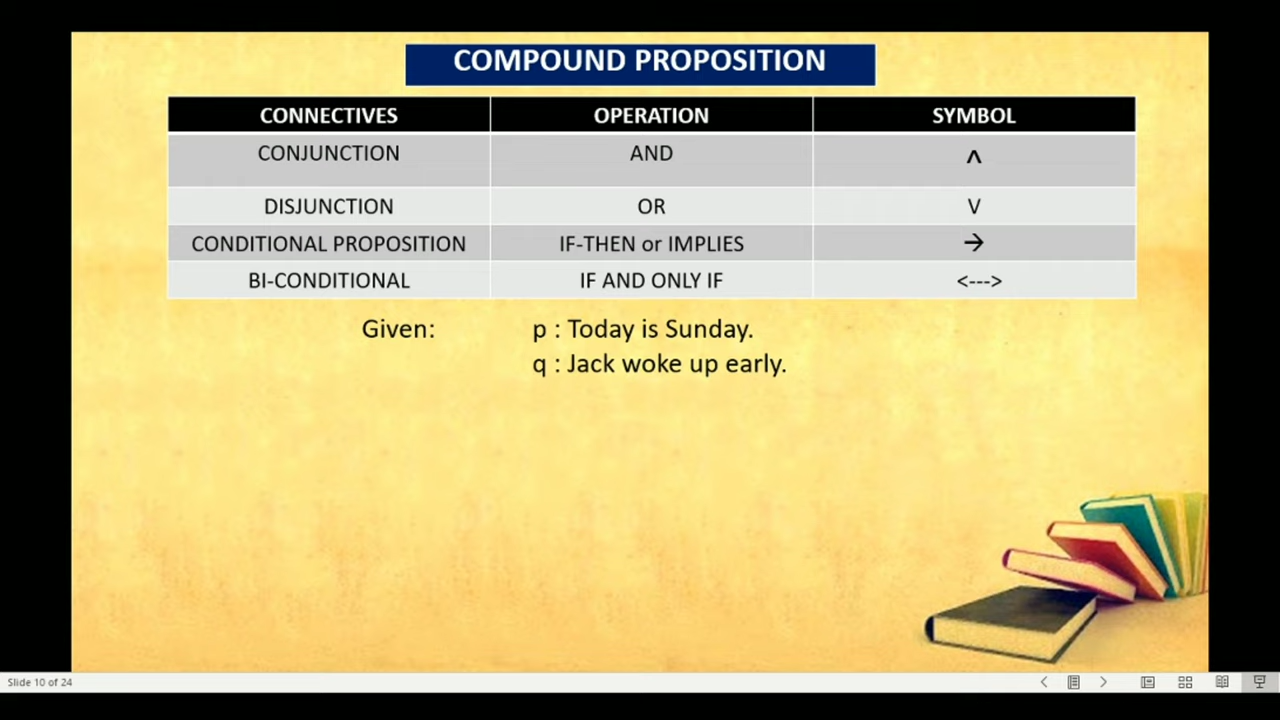 COMPOUND PROPOSITION
CONNECTIVES OPERATION SYMBOL
CONJUNCTION AND ʌ
DISJUNCTION OR V
CONDITIONAL PROPOSITION IF-THEN or IMPLIES →
BI-CONDITIONAL IF AND ONLY IF <--->
Given: p : Today is Sunday.
q : Jack woke up early.
Slide 10 of 24